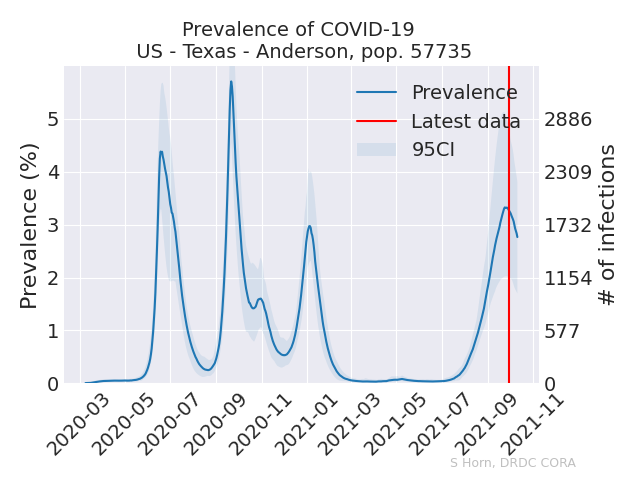 Prevalence of COVID-19
US - Texas - Anderson, pop. 57735
Prevalence
Latest data
95CI
Prevalence (%)
5
4
3
2
1
0
2886
2309
1732
1154
577
0
# of infections
2020-03
2020-05
2020-07
2020-09
2020-11
2021-01
2021-03
2021-05
2021-07
2021-09
2021-11
S Horn, DRDC CORA